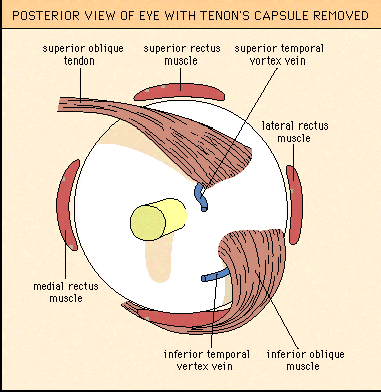 POSTERIOR VIEW OF EYE WITH TENON'S CAPSULE REMOVED
superior oblique
tendon
superior rectus
muscle
superior temporal
vortex vein
lateral rectus
muscle
medial rectus
muscle
inferior temporal
vertex vein
inferior oblique
muscle